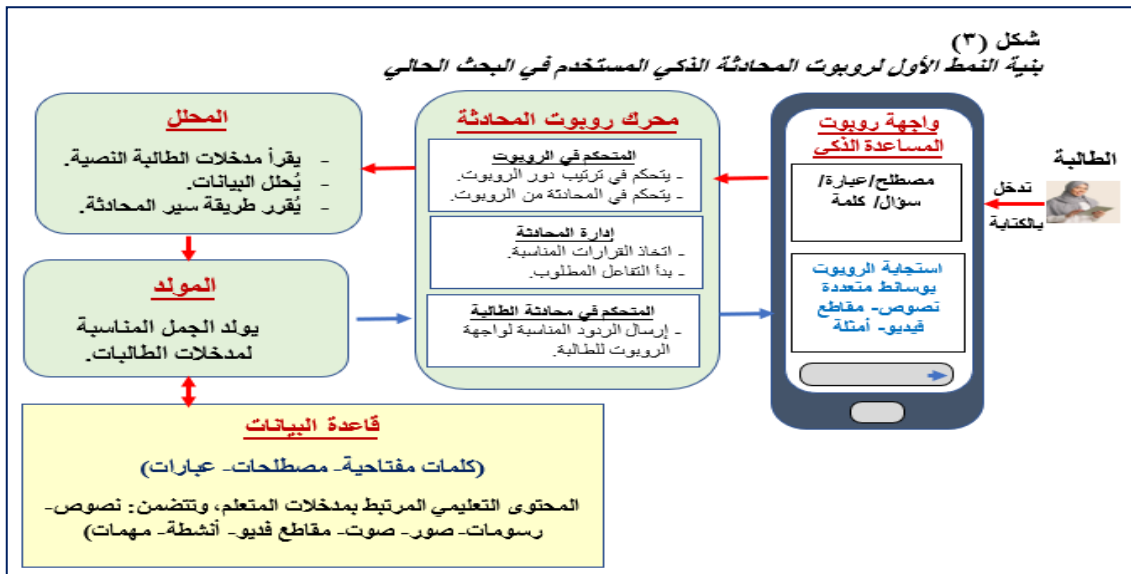 شكل (٣)
بنية النمط الأول لروبوت المحادثة الذكي المستخدم في البحث الحالي
الطالبة
تدخل
بالكتابة
واجهة روبوت
المساعدة الذكي
مصطلح/عبارة/
سؤال/ كلمة
استجابة الروبوت
بوسائط متعددة
نصوص- مقاطع
فيديو- أمثلة
محرك روبوت المحادثة
المتحكم في الروبوت
- يتحكم في ترتيب دور الروبوت.
- يتحكم في المحادثة من الروبوت.
إدارة المحادثة
- اتخاذ القرارات المناسبة.
- بدأ التفاعل المطلوب.
المتحكم في محادثة الطالبة
- إرسال الردود المناسبة لواجهة
الروبوت للطالبة.
المحلل
- يقرأ مدخلات الطالبة النصية.
- يُحلل البيانات.
- يُقرر طريقة سير المحادثة.
المولد
يولد الجمل المناسبة
لمدخلات الطالبات.
قاعدة البيانات
(كلمات مفتاحية- مصطلحات- عبارات)
المحتوى التعليمي المرتبط بمدخلات المتعلم، وتتضمن: نصوص-
رسومات- صور- صوت- مقاطع فديو- أنشطة- مهمات)